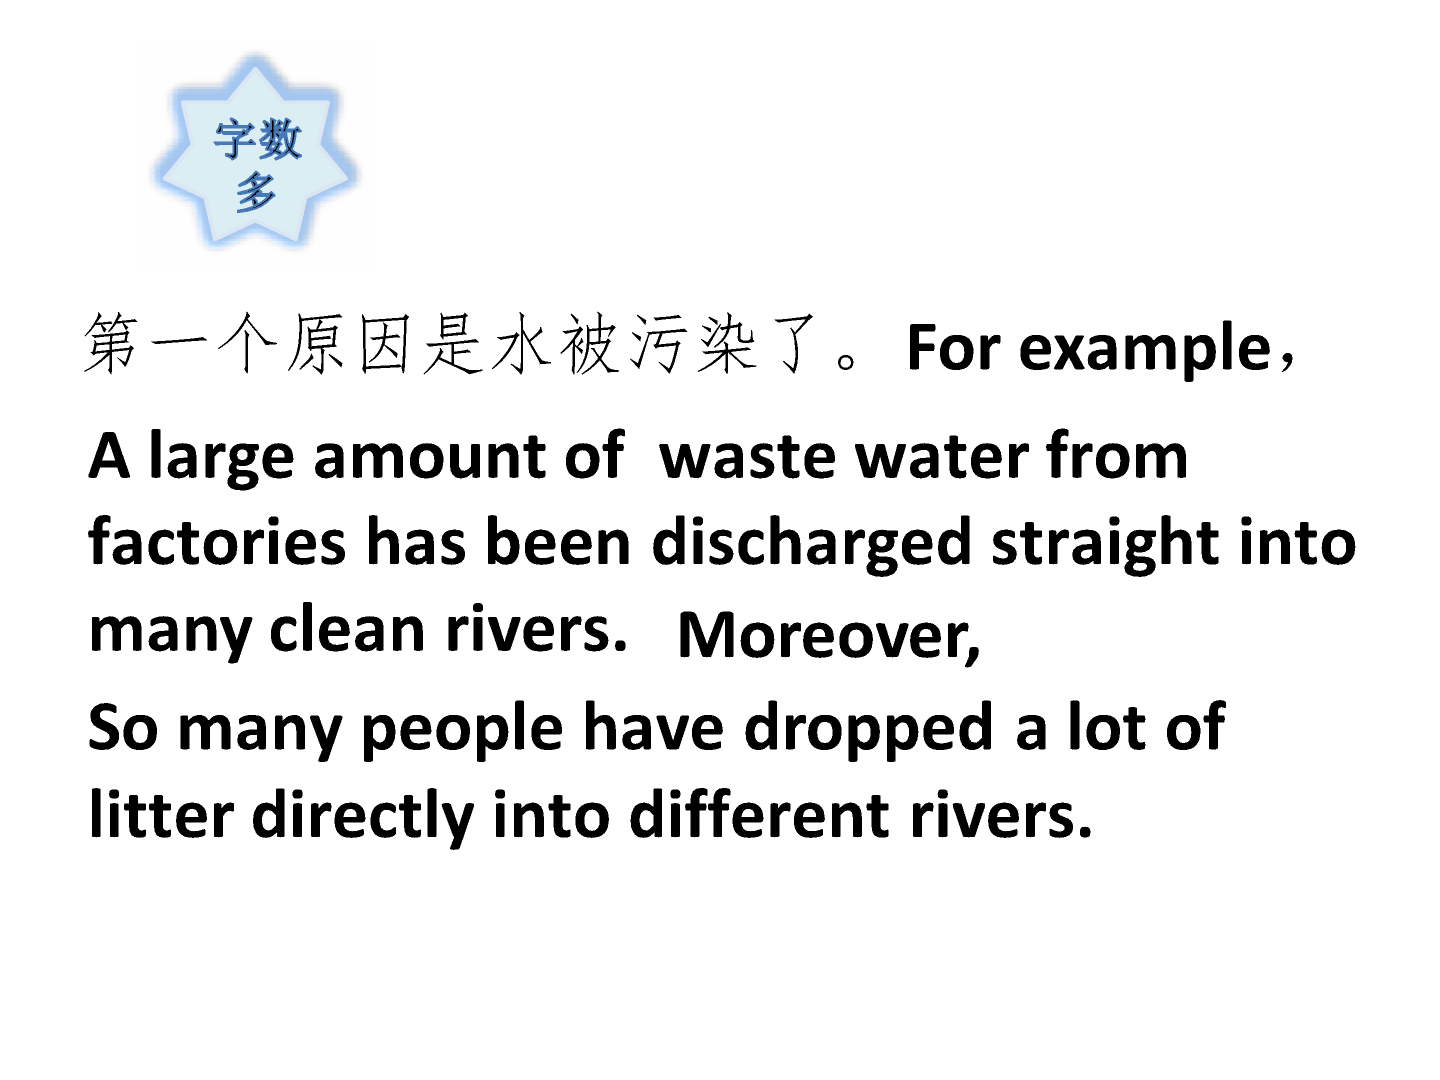 字数
多
第一个原因是水被污染了。 For example，
A large amount of  waste water from
factories has been discharged straight into
many clean rivers.   Moreover,
So many people have dropped a lot of
litter directly into different rivers.